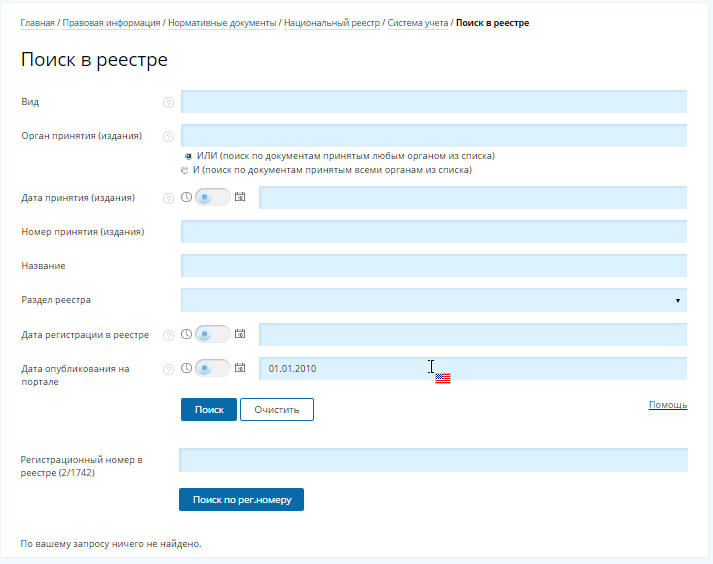 Главная / Правовая информация / Нормативные документы / Национальный реестр / Система учета / Поиск в реестре
Поиск в реестре
Вид ?
Орган принятия (издания) ?
ИЛИ (поиск по документам принятым любым органом из списка)
И (поиск по документам принятым всеми органам из списка)
Дата принятия (издания) ?
Номер принятия (издания)
Название
Раздел реестра
Дата регистрации в реестре ?
Дата опубликования на ? 01.01.2010
портале
Поиск Очистить Помощь
Регистрационный номер в
реестре (2/1742)
Поиск по рег.номеру
По вашему запросу ничего не найдено.